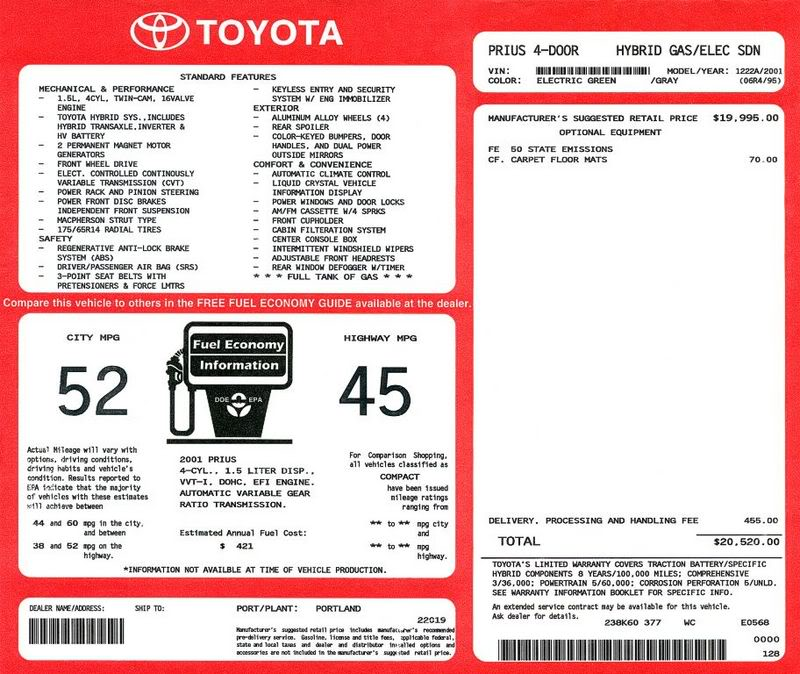 TOYOTA
STANDARD FEATURES
MECHANICAL & PERFORMANCE
- 1.5L, 4CYL, TWIN-CAM, 16VALVE
ENGINE
- TOYOTA HYBRID SYS.,INCLUDES
HYBRID TRANSAXLE,INVERTER &
HV BATTERY
- 2 PERMANENT MAGNET MOTOR
GENERATORS
- FRONT WHEEL DRIVE
- ELECT. CONTROLLED CONTINOUSLY
VARIABLE TRANSMISSION (CVT)
- POWER RACK AND PINION STEERING
- POWER FRONT DISC BRAKES
INDEPENDENT FRONT SUSPENSION
- MACPHERSON STRUT TYPE
- 175/65R14 RADIAL TIRES
SAFETY
- REGENERATIVE ANTI-LOCK BRAKE
SYSTEM (ABS)
- DRIVER/PASSENGER AIR BAG (SRS)
- 3-POINT SEAT BELTS WITH
PRETENSIONERS & FORCE LMTRS
- KEYLESS ENTRY AND SECURITY
SYSTEM W/ ENG IMMOBILIZER
EXTERIOR
- ALUMINUM ALLOY WHEELS (4)
- REAR SPOILER
- COLOR-KEYED BUMPERS, DOOR
HANDLES, AND DUAL POWER
OUTSIDE MIRRORS
COMFORT & CONVENIENCE
- AUTOMATIC CLIMATE CONTROL
- LIQUID CRYSTAL VEHICLE
INFORMATION DISPLAY
- POWER WINDOWS AND DOOR LOCKS
- AM/FM CASSETTE W/4 SPRKS
- FRONT CUPHOLDER
- CABIN FILTERATION SYSTEM
- CENTER CONSOLE BOX
- INTERMITTENT WINDSHIELD WIPERS
- ADJUSTABLE FRONT HEADRESTS
- REAR WINDOW DEFOGGER W/TIMER
* * * FULL TANK OF GAS * * *
Compare this vehicle to others in the FREE FUEL ECONOMY GUIDE available at the dealer.
CITY MPG
52
Fuel Economy
Information
DOE EPA
HIGHWAY MPG
45
Actual Mileage will vary with
options, driving conditions,
driving habits and vehicle's
condition. Results reported to
EPA indicate that the majority
of vehicles with these estimates
will achieve between
44 and 60 mpg in the city,
and between
38 and 52 mpg on the
highway.
2001 PRIUS
4-CYL., 1.5 LITER DISP.,
VVT-I, DOHC, EFI ENGINE.
AUTOMATIC VARIABLE GEAR
RATIO TRANSMISSION.
Estimated Annual Fuel Cost:
$ 421
For Comparison Shopping,
all vehicles classified as
COMPACT
have been issued
mileage ratings
ranging from
** to ** mpg city
and
** to ** mpg
highway.
*INFORMATION NOT AVAILBLE AT TIME OF VEHICLE PRODUCTION.
DEALER NAME/ADDRESS: SHIP TO:
PORT/PLANT: PORTLAND
22C19
Manufacturer's suggested retail price includes manufacturer's recommended
pre-delivery service. Gasoline, license and title fees, applicable federal,
state and local taxes and dealer and distributor installed options and
accessories are not included in the manufacturer's suggested retail price.
PRIUS 4-DOOR HYBRID GAS/ELEC SDN
VIN: MODEL/YEAR: 1222A/2001
COLOR: ELECTRIC GREEN /GRAY (06R4/95)
MANUFACTURER'S SUGGESTED RETAIL PRICE $19,995.00
OPTIONAL EQUIPMENT
FE 50 STATE EMISSIONS
CF. CARPET FLOOR MATS 70.00
DELIVERY, PROCESSING AND HANDLING FEE 455.00
TOTAL $20,520.00
TOYOTA'S LIMITED WARRANTY COVERS TRACTION BATTERY/SPECIFIC
HYBRID COMPONENTS 8 YEARS/100,000 MILES; COMPREHENSIVE
3/36,000; POWERTRAIN 5/60,000; CORROSION PERFORATION 5/UNLD.
SEE WARRANTY INFORMATION BOOKLET FOR SPECIFIC INFO.
An extended service contract may be available for this vehicle.
Ask dealer for details.
238K60 377 WC E0568
0000
128